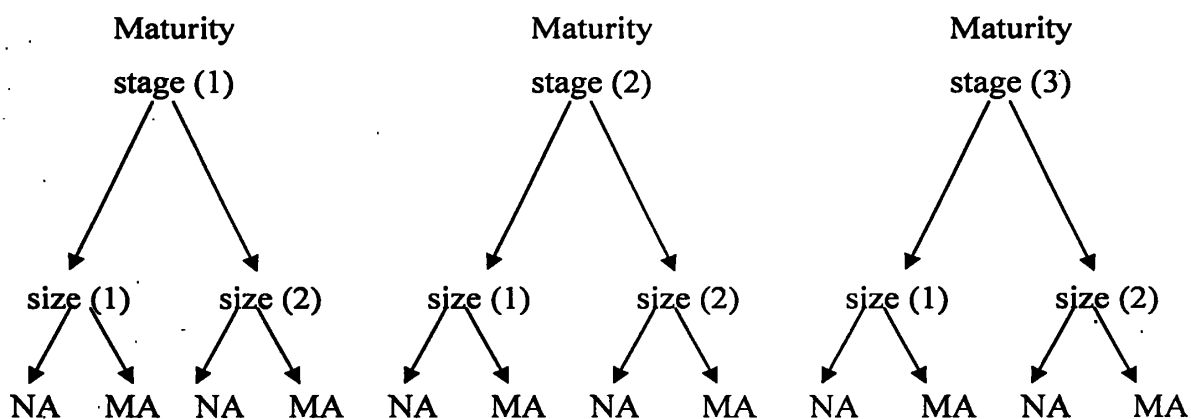 Maturity Maturity Maturity
stage (1) stage (2) stage (3)
size (1) size (2) size (1) size (2) size (1) size (2)
NA MA NA MA NA MA NA MA NA MA NA MA